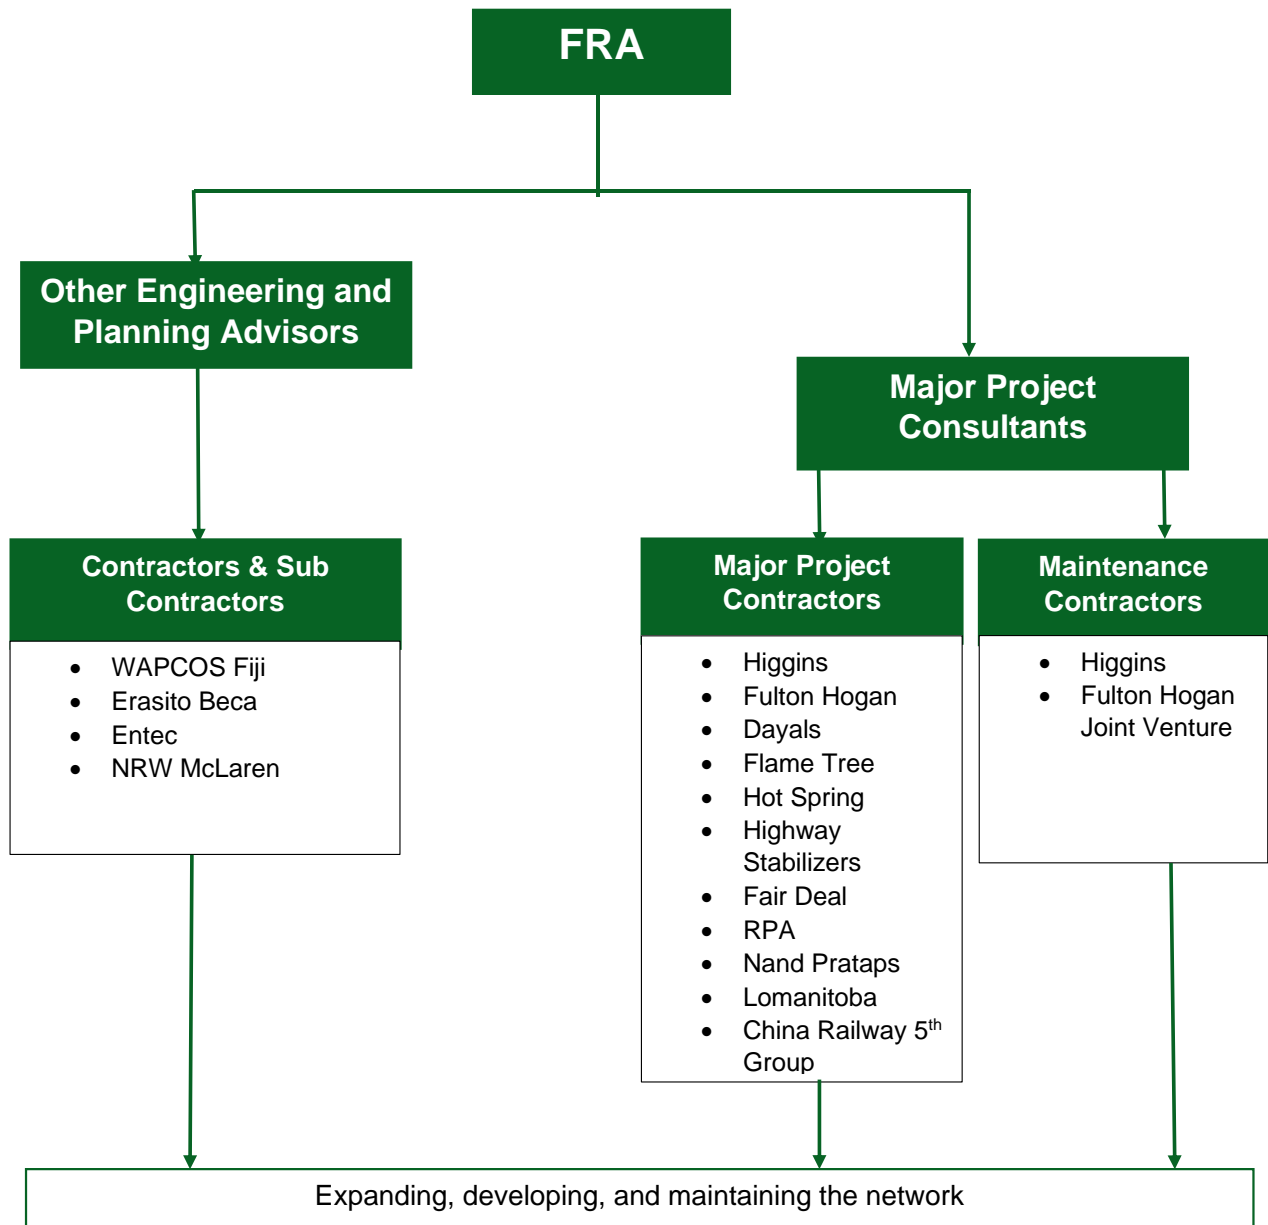 FRA
Other Engineering and
Planning Advisors
Major Project
Consultants
Contractors & Sub
Contractors
WAPCOS Fiji
Erasito Beca
Entec
NRW McLaren
Major Project
Contractors
Higgins
Fulton Hogan
Dayals
Flame Tree
Hot Spring
Highway
Stabilizers
Fair Deal
RPA
Nand Prataps
Lomanitoba
China Railway 5th
Group
Maintenance
Contractors
Higgins
Fulton Hogan
Joint Venture
Expanding, developing, and maintaining the network